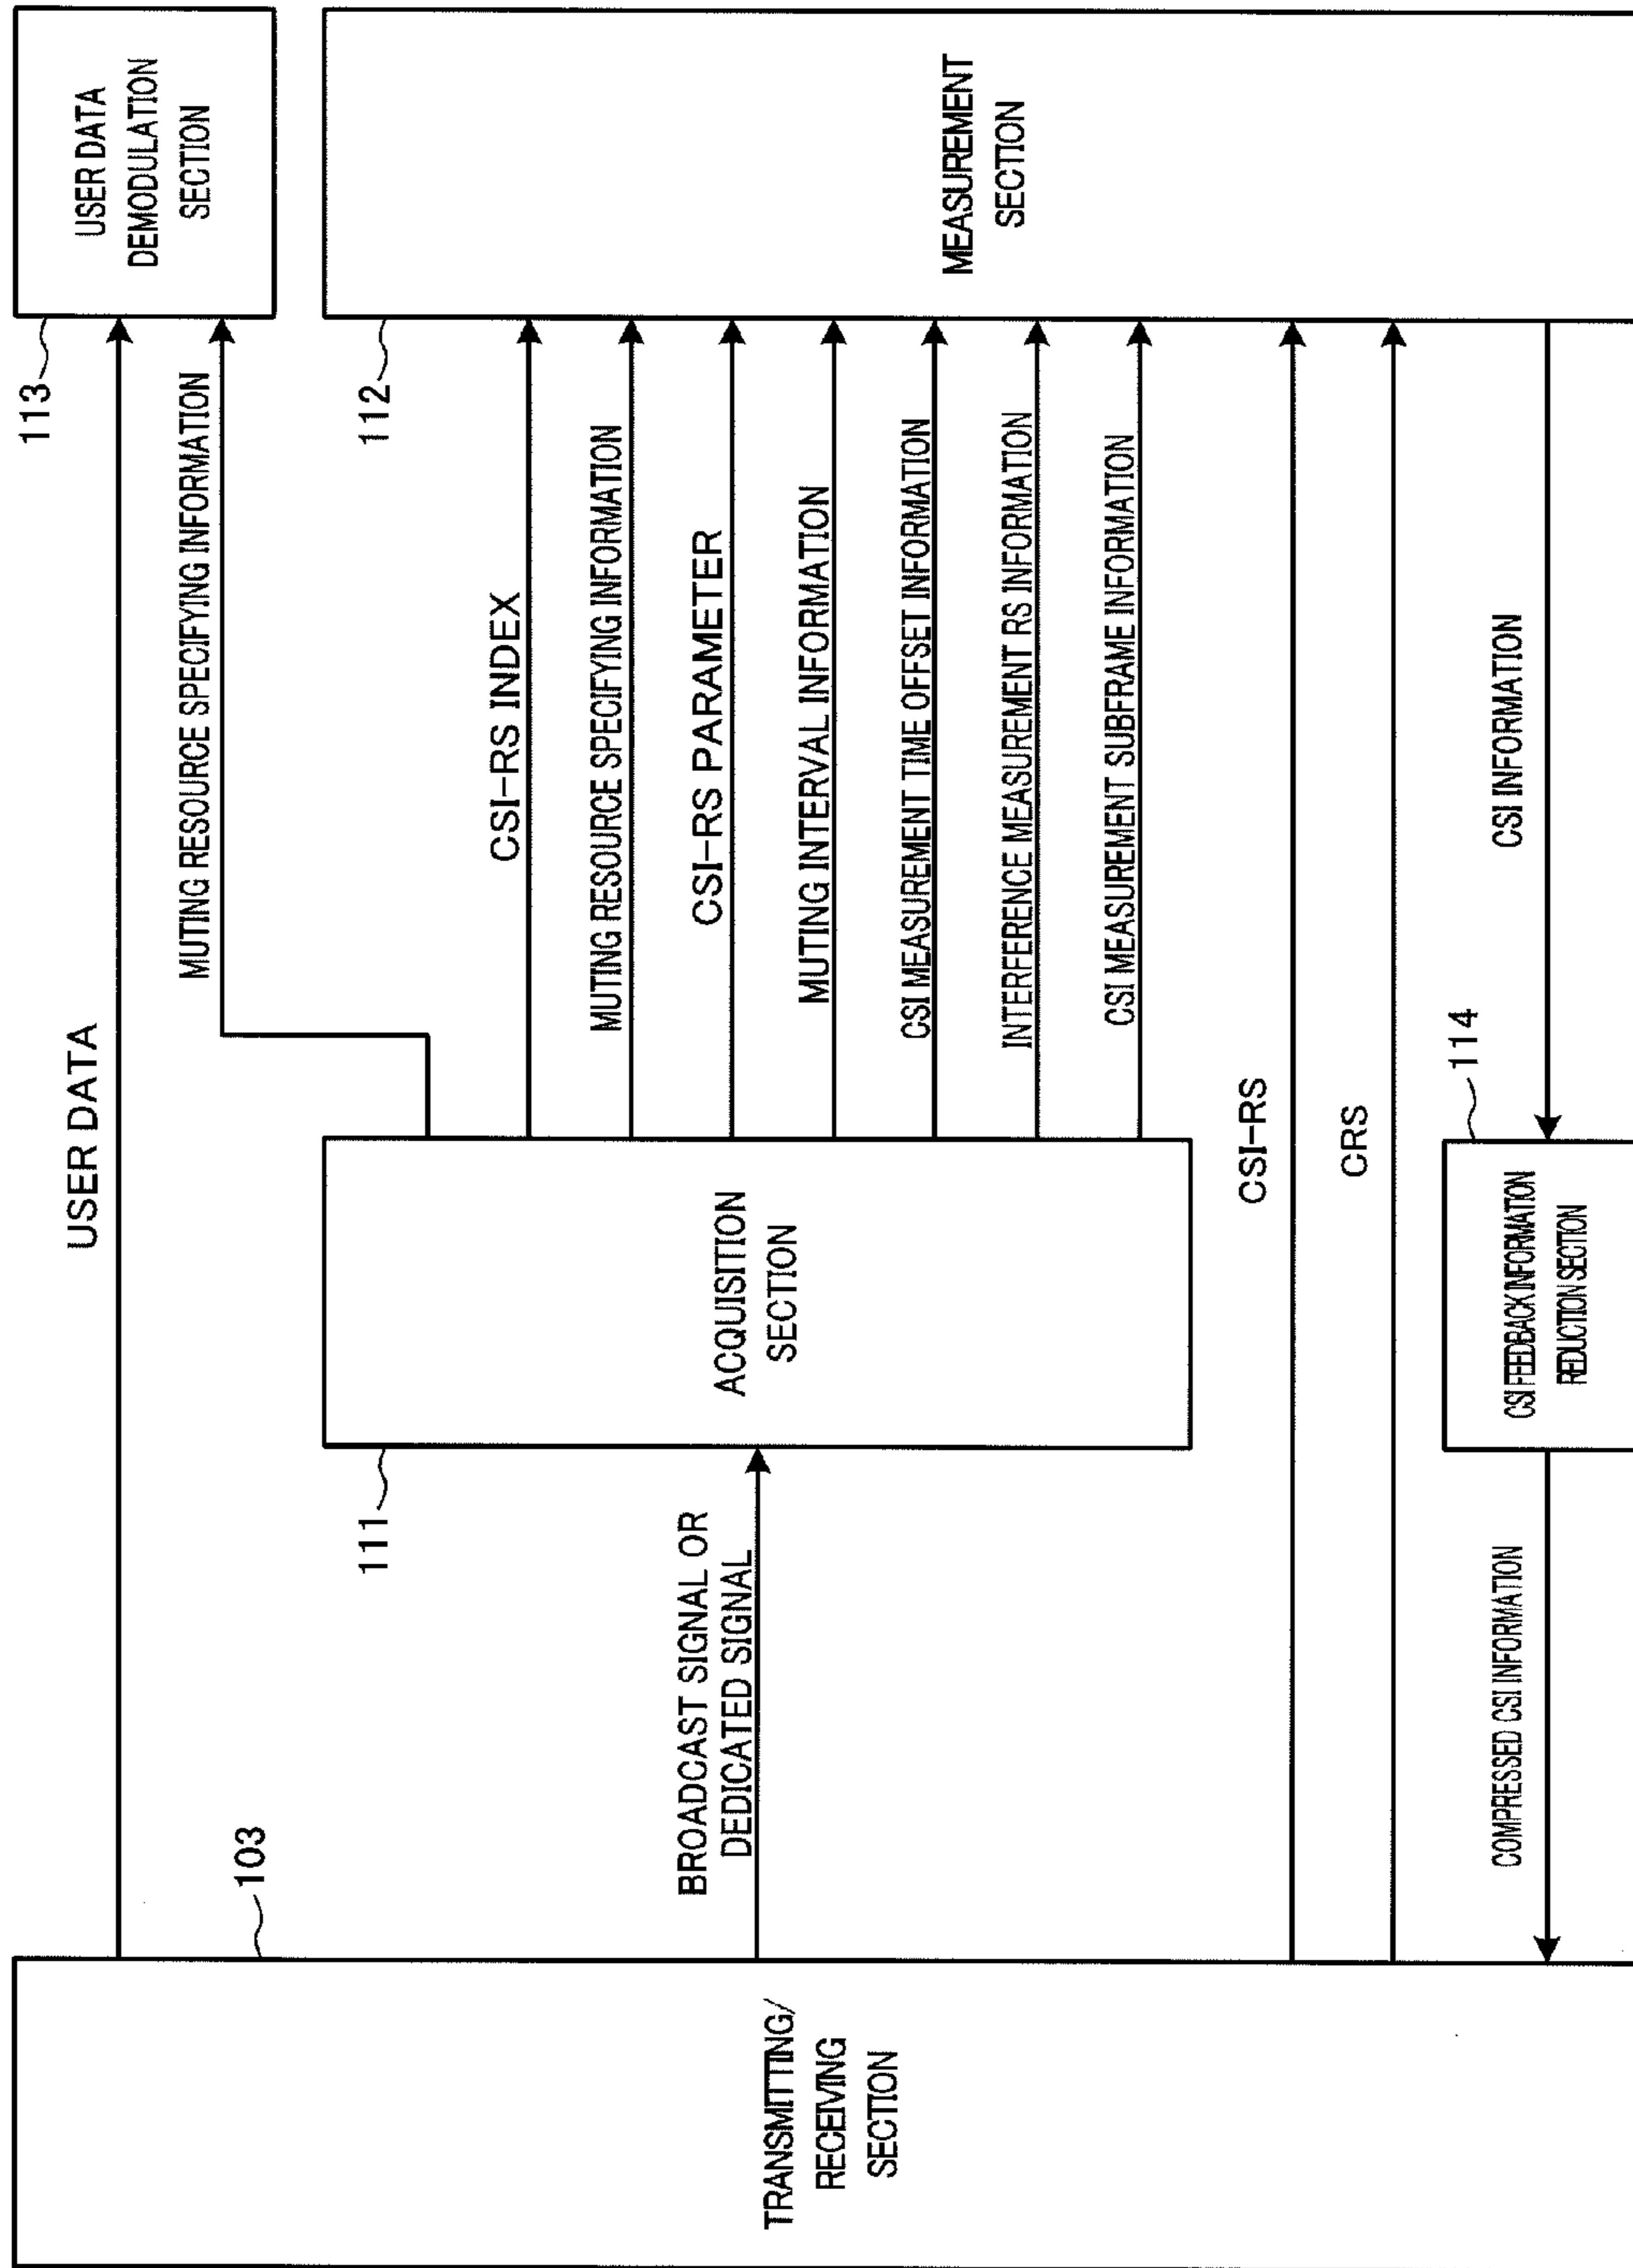 USER DATA
113
USER DATA
DEMODULATION
SECTION
MUTING RESOURCE SPECIFYING INFORMATION
103
TRANSMITTING/
RECEIVING
SECTION
BROADCAST SIGNAL OR
DEDICATED SIGNAL
111
ACQUISITION
SECTION
112
MEASUREMENT
SECTION
CSI-RS INDEX
MUTING RESOURCE SPECIFYING INFORMATION
CSI-RS PARAMETER
MUTING INTERVAL INFORMATION
CSI MEASUREMENT TIME OFFSET INFORMATION
INTERFERENCE MEASUREMENT RS INFORMATION
CSI MEASUREMENT SUBFRAME INFORMATION
CSI-RS
CRS
114
COMPRESSED CSI INFORMATION
CSI FEEDBACK INFORMATION
REDUCTION SECTION
CSI INFORMATION